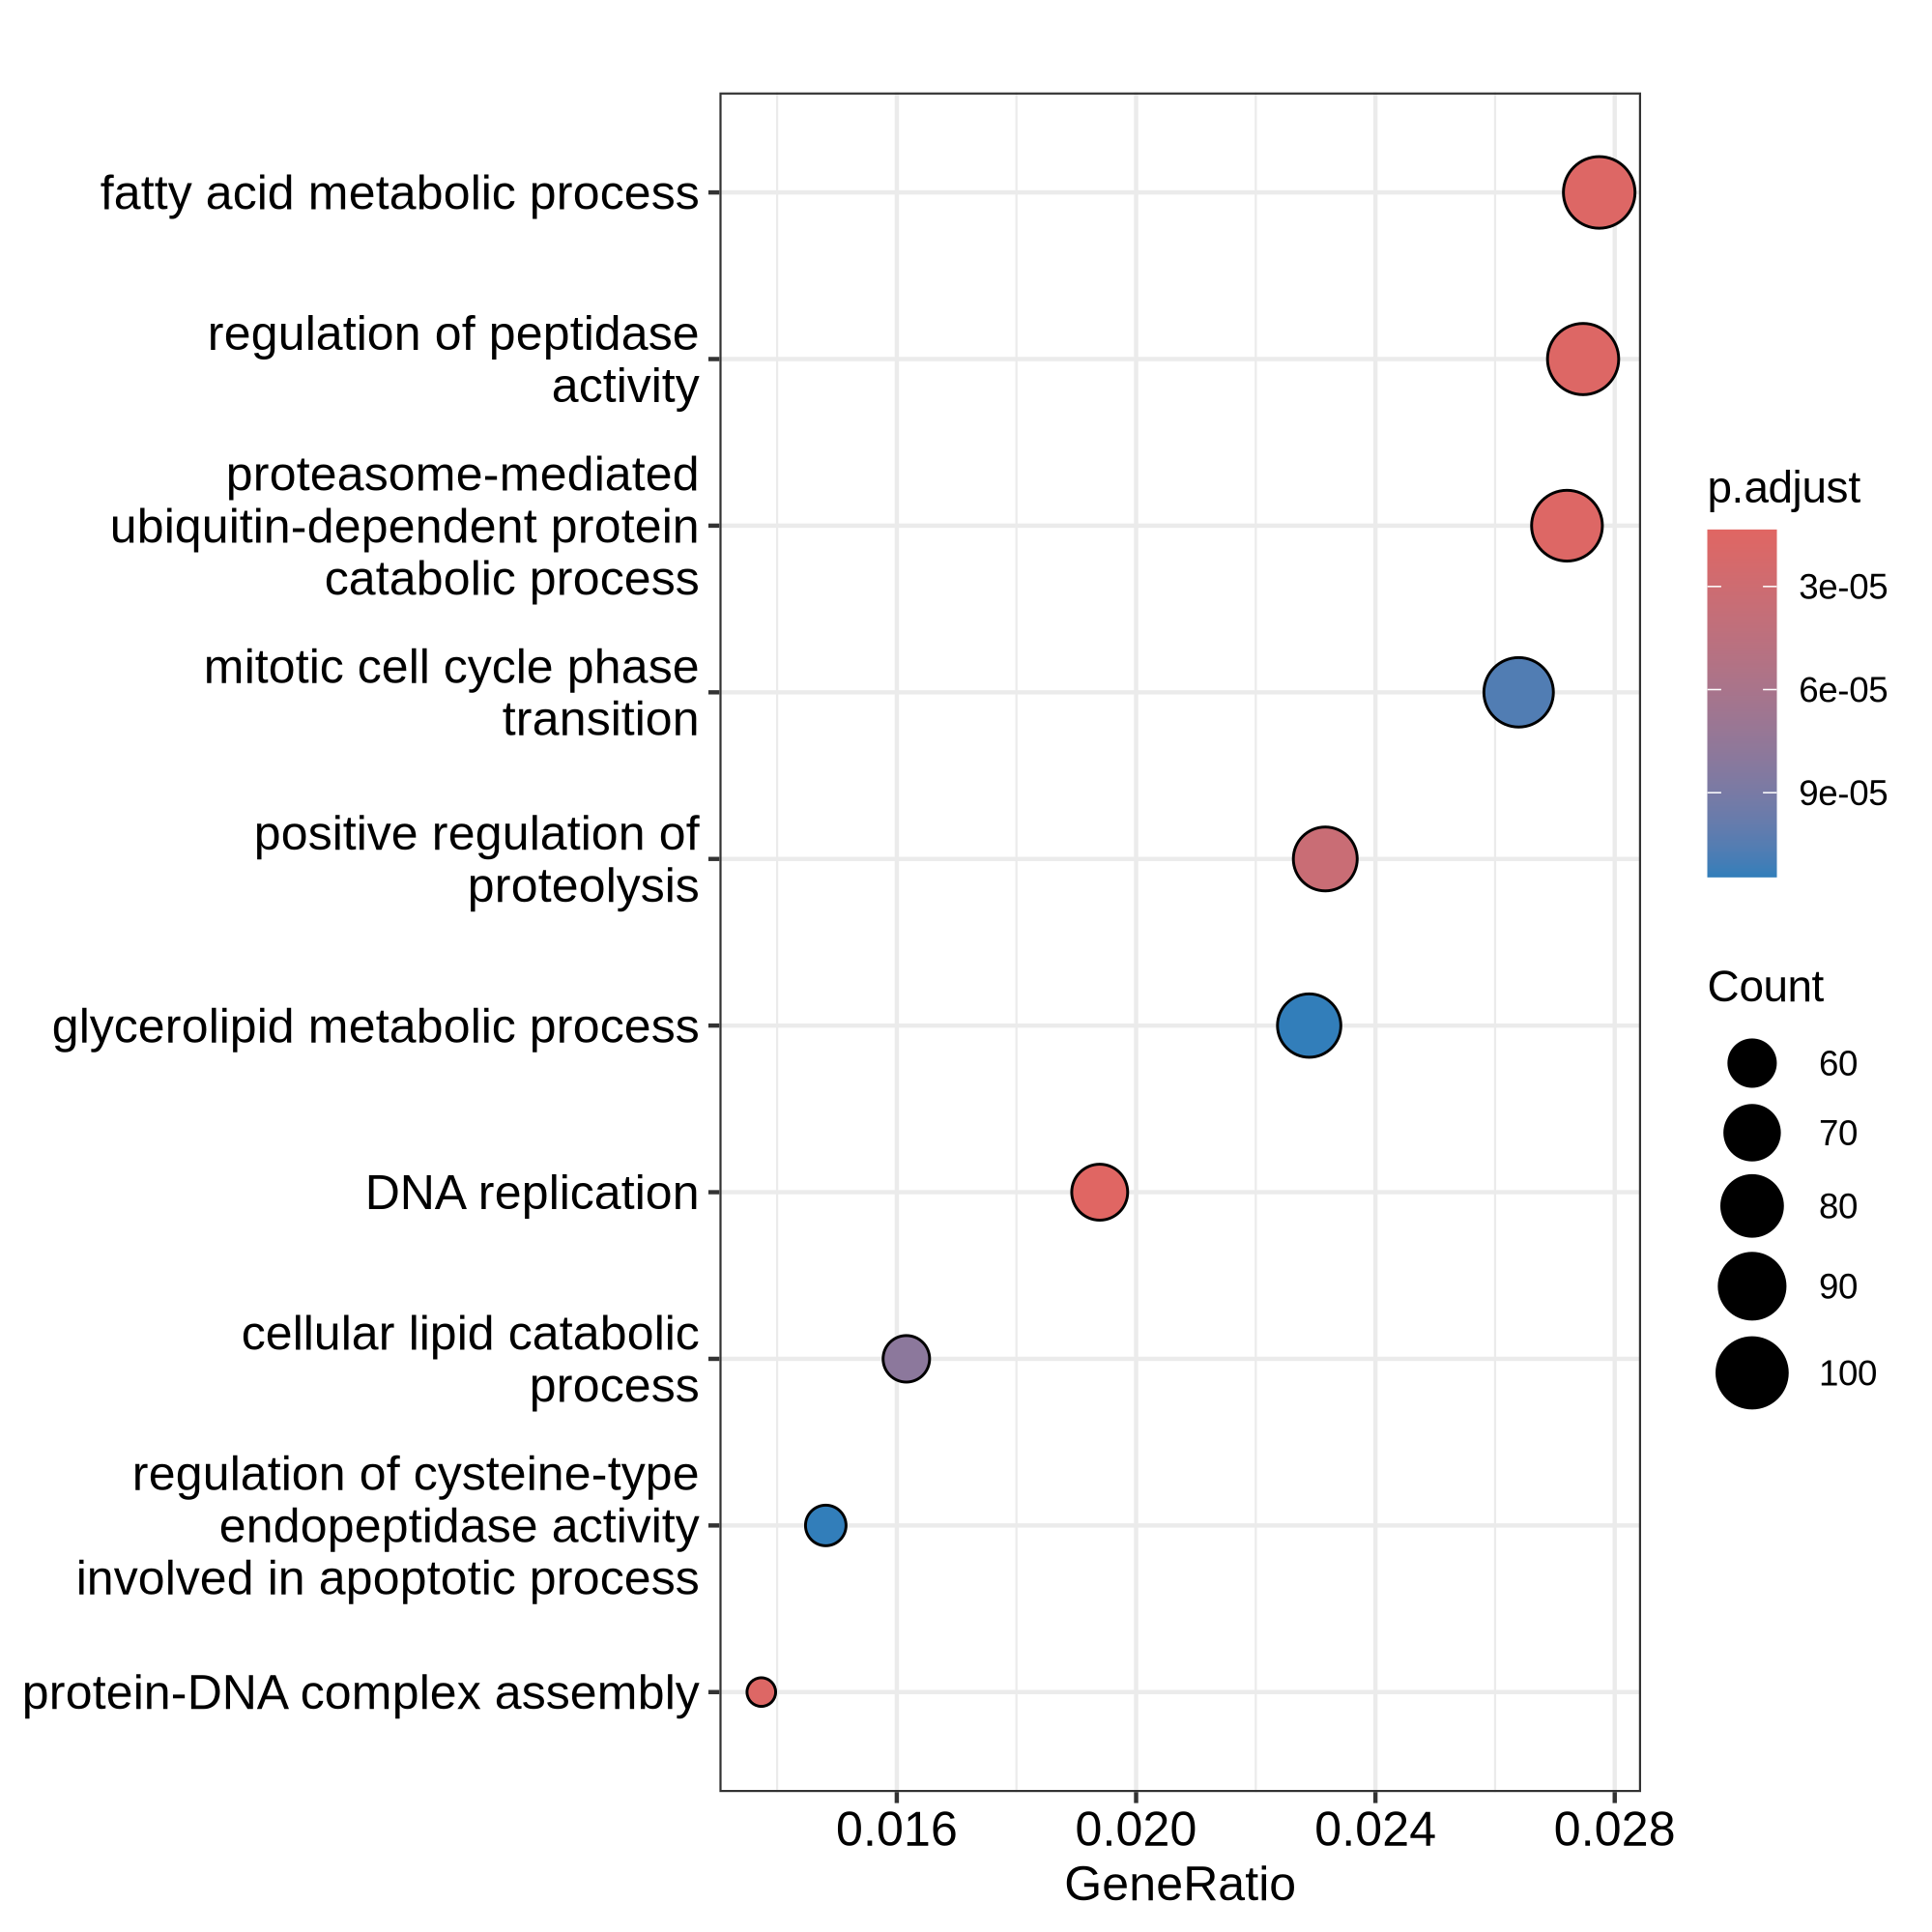 fatty acid metabolic process
regulation of peptidase
activity
proteasome-mediated
ubiquitin-dependent protein
catabolic process
mitotic cell cycle phase
transition
positive regulation of
proteolysis
glycerolipid metabolic process
DNA replication
cellular lipid catabolic
process
regulation of cysteine-type
endopeptidase activity
involved in apoptotic process
protein-DNA complex assembly
0.016 0.020 0.024 0.028
GeneRatio
p.adjust
3e-05
6e-05
9e-05
Count
60
70
80
90
100